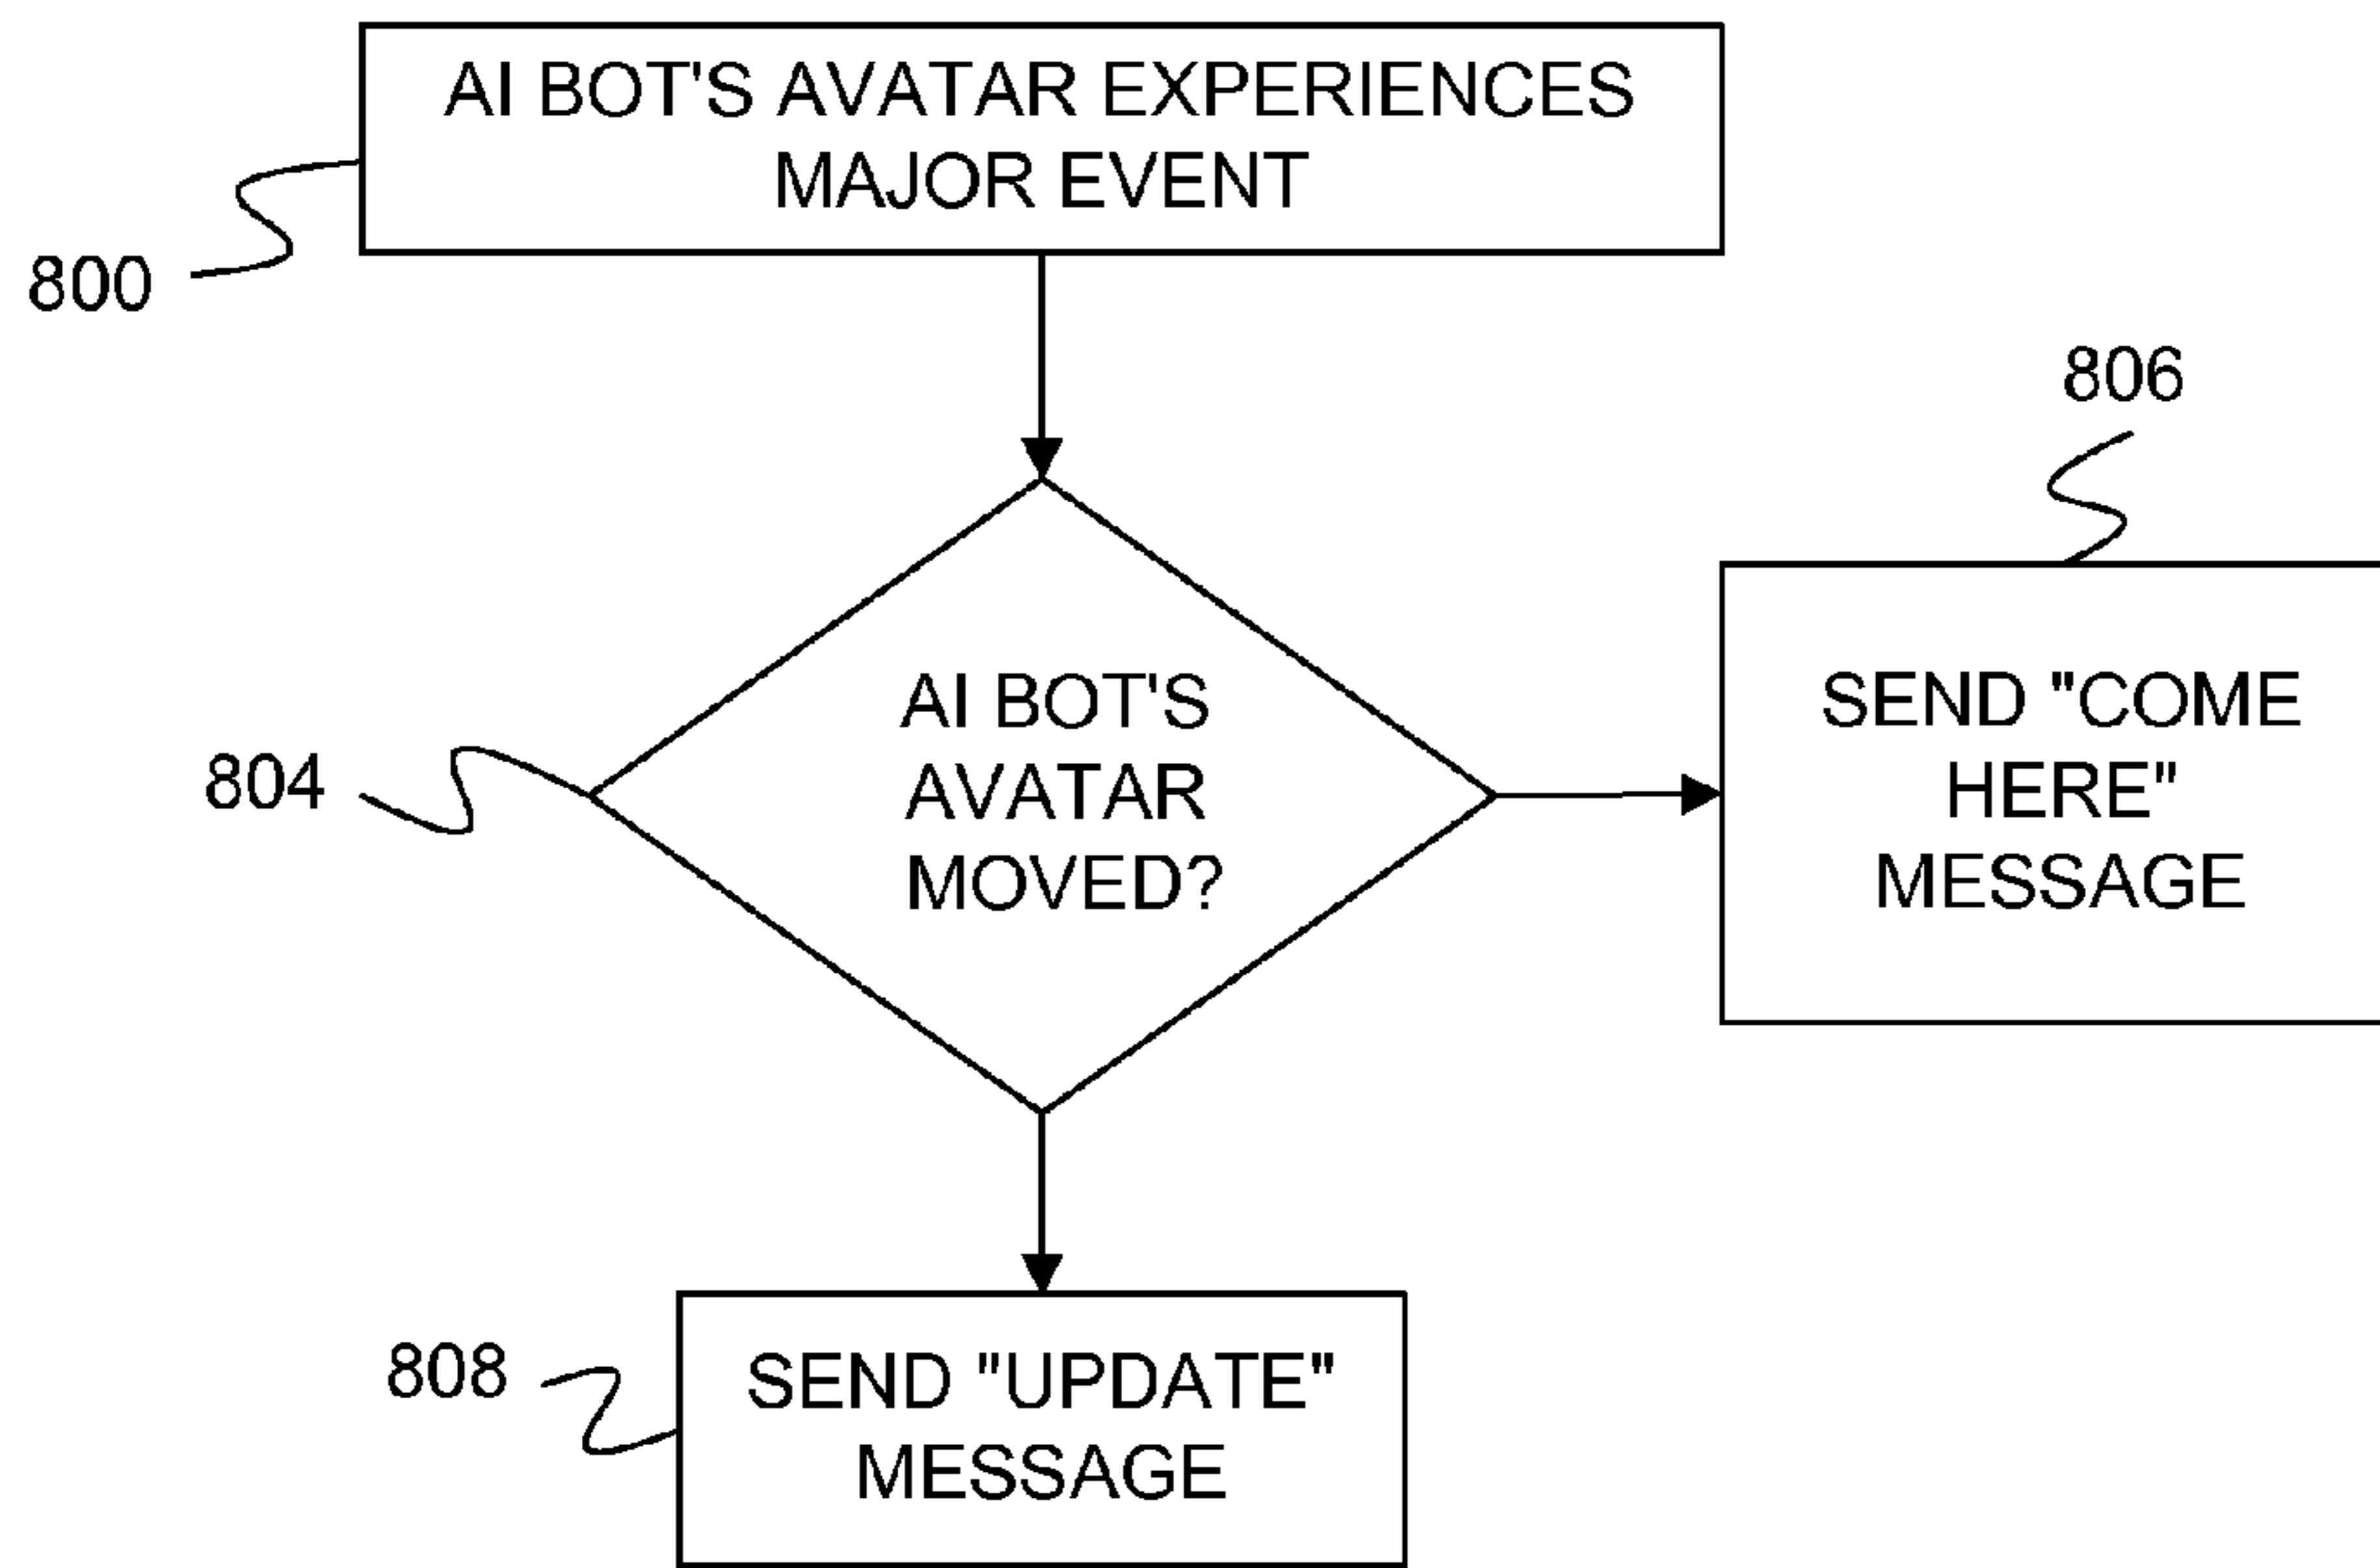 AI BOT'S AVATAR EXPERIENCES
MAJOR EVENT
800
806
AI BOT'S
AVATAR
MOVED?
804
SEND "COME
HERE"
MESSAGE
808
SEND "UPDATE"
MESSAGE